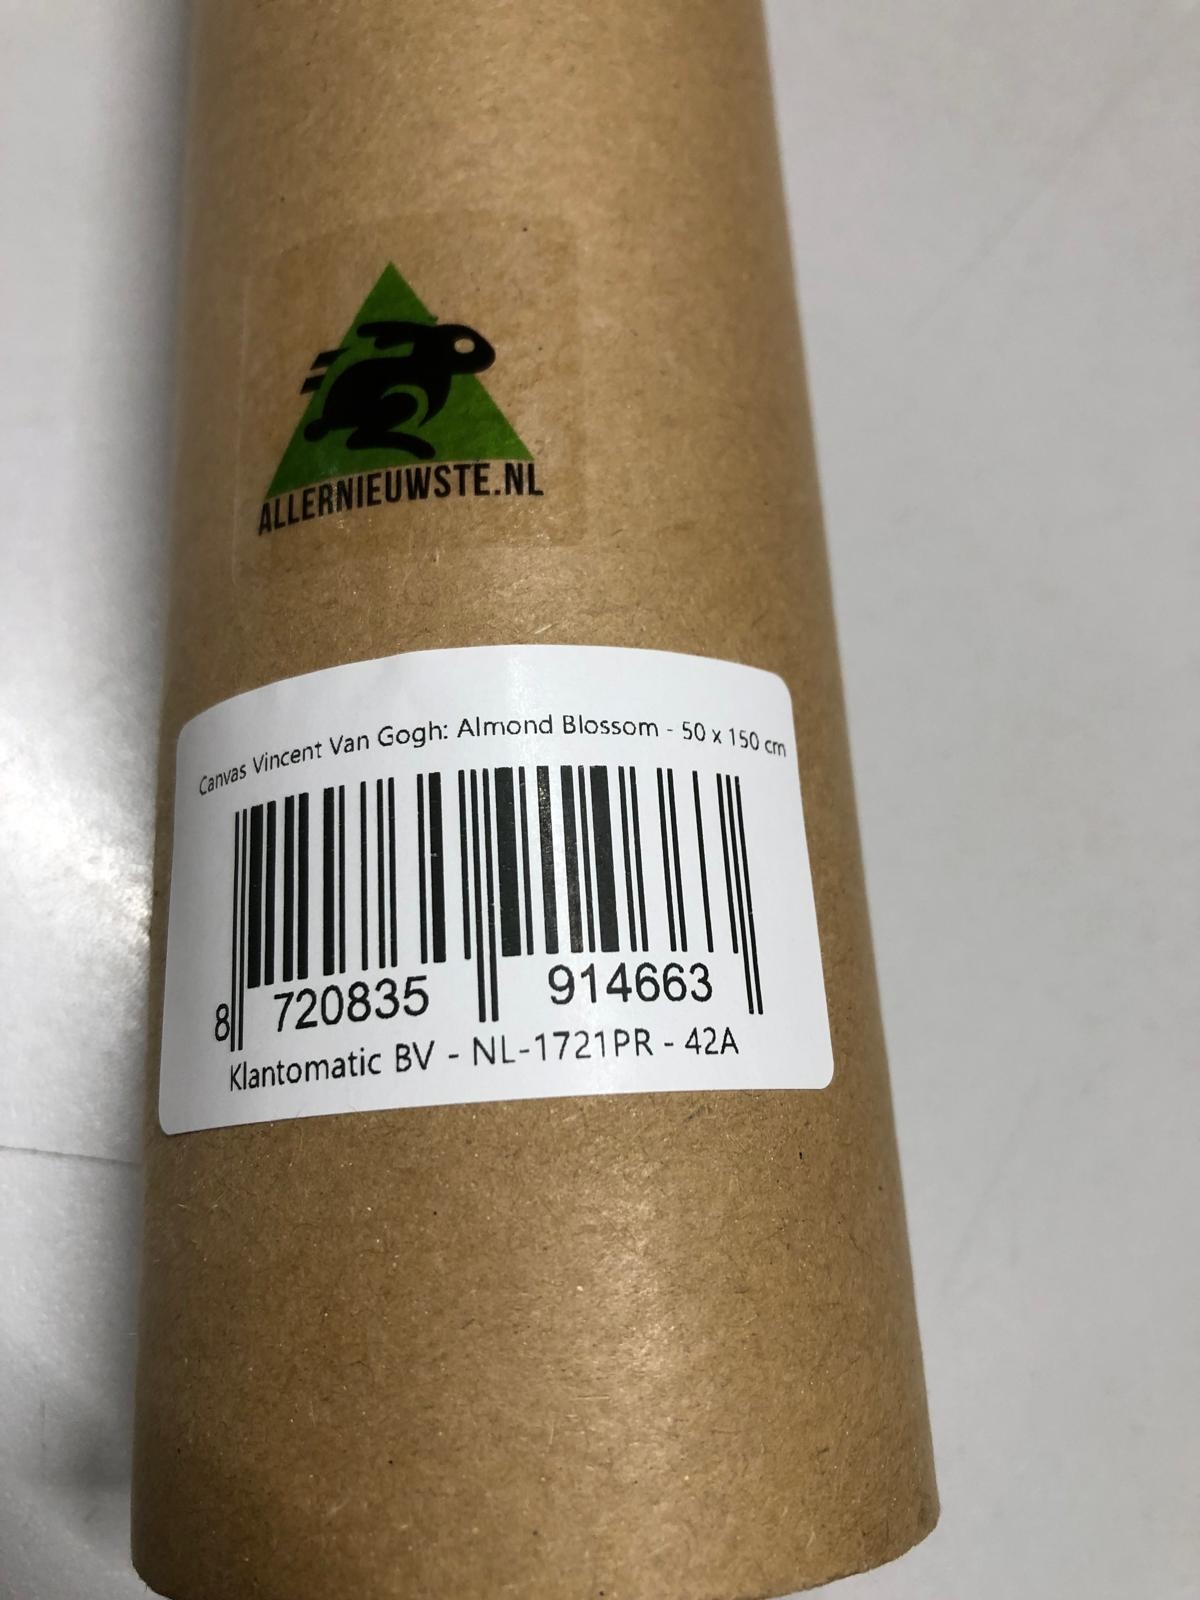 ALLERNIEUWSTE.NL
Canvas Vincent Van Gogh: Almond Blossom - 50 x 150 cm
8 720835 914663
Klantomatic BV - NL-1721PR - 42A